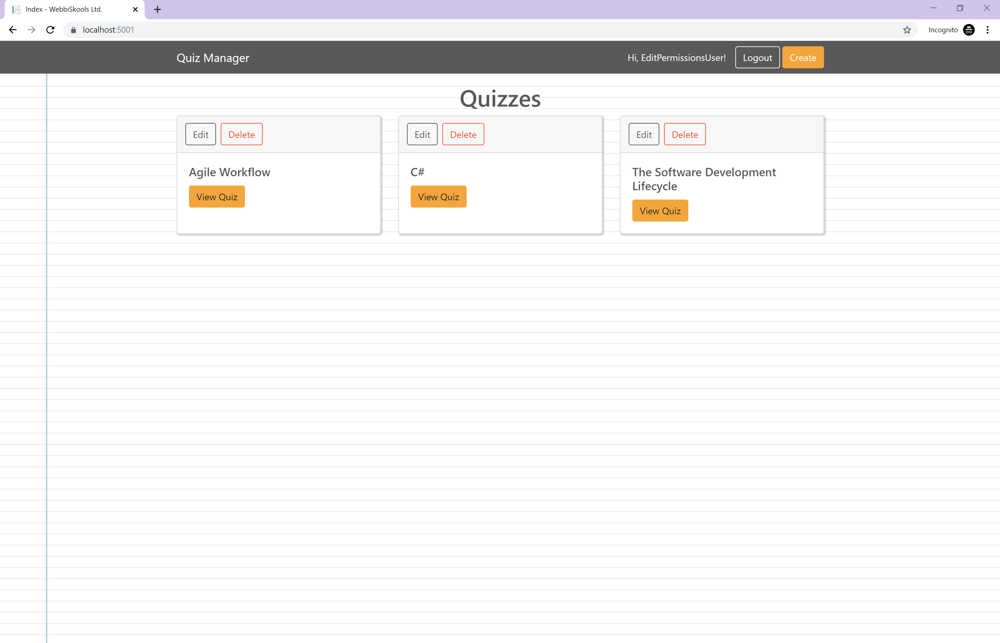 Index - WebbiSkools Ltd.
localhost:5001
Incognito
Quiz Manager
Hi, EditPermissionsUser!
Logout
Create
Quizzes
Edit
Delete
Agile Workflow
View Quiz
Edit
Delete
C#
View Quiz
Edit
Delete
The Software Development
Lifecycle
View Quiz